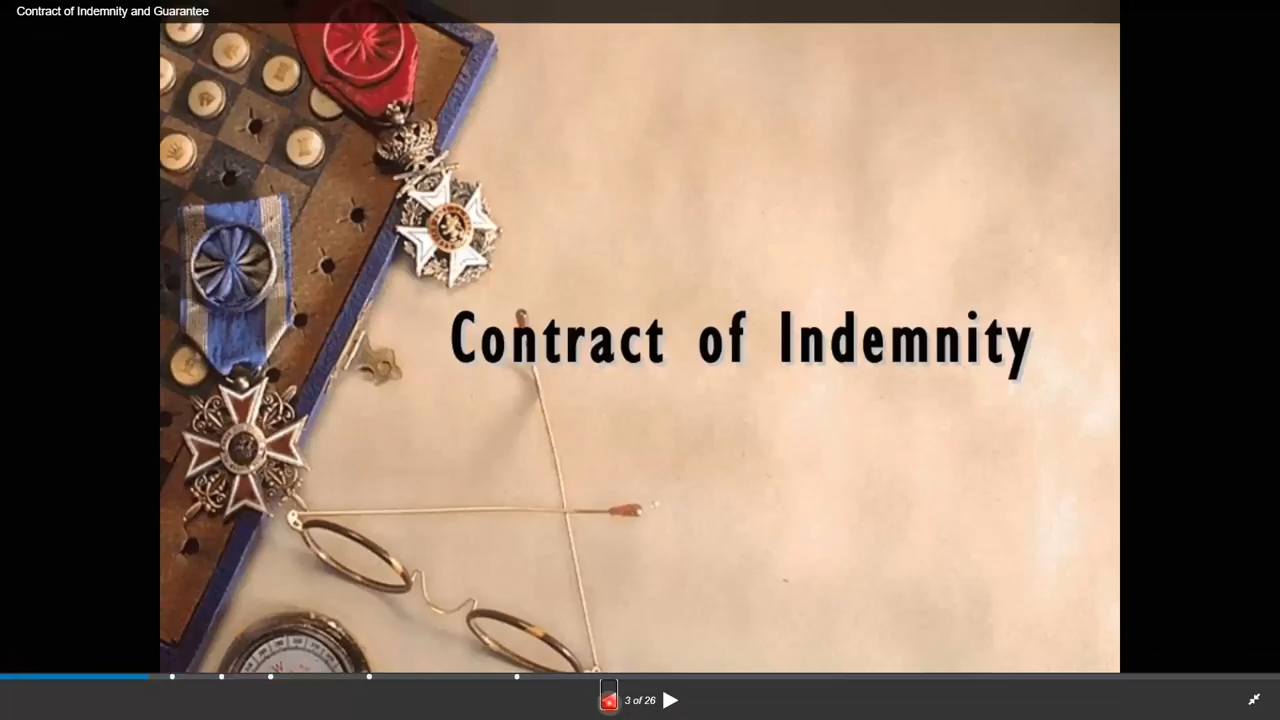 Contract of Indemnity and Guarantee
Contract of Indemnity
3 of 26